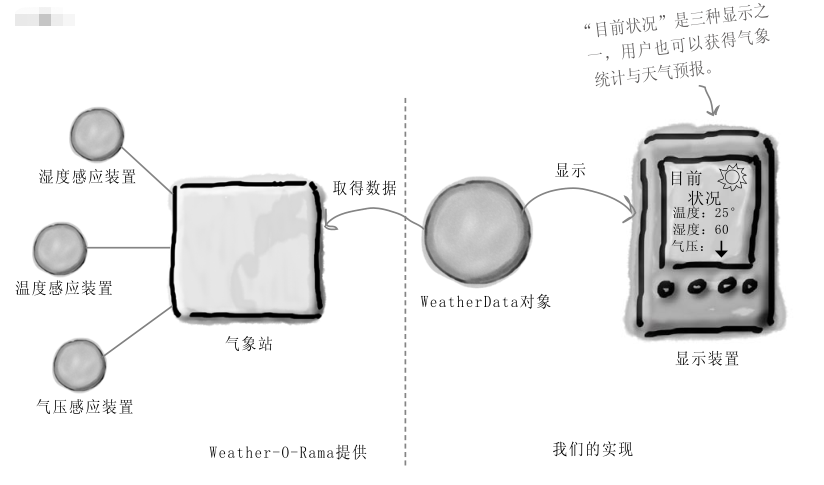 “目前状况”是三种显示之
一，用户也可以获得气象
统计与天气预报。
湿度感应装置
温度感应装置
气压感应装置
气象站
取得数据
WeatherData对象
显示
目前
状况
温度：25°
湿度：60
气压：
显示装置
Weather-O-Rama提供
我们的实现